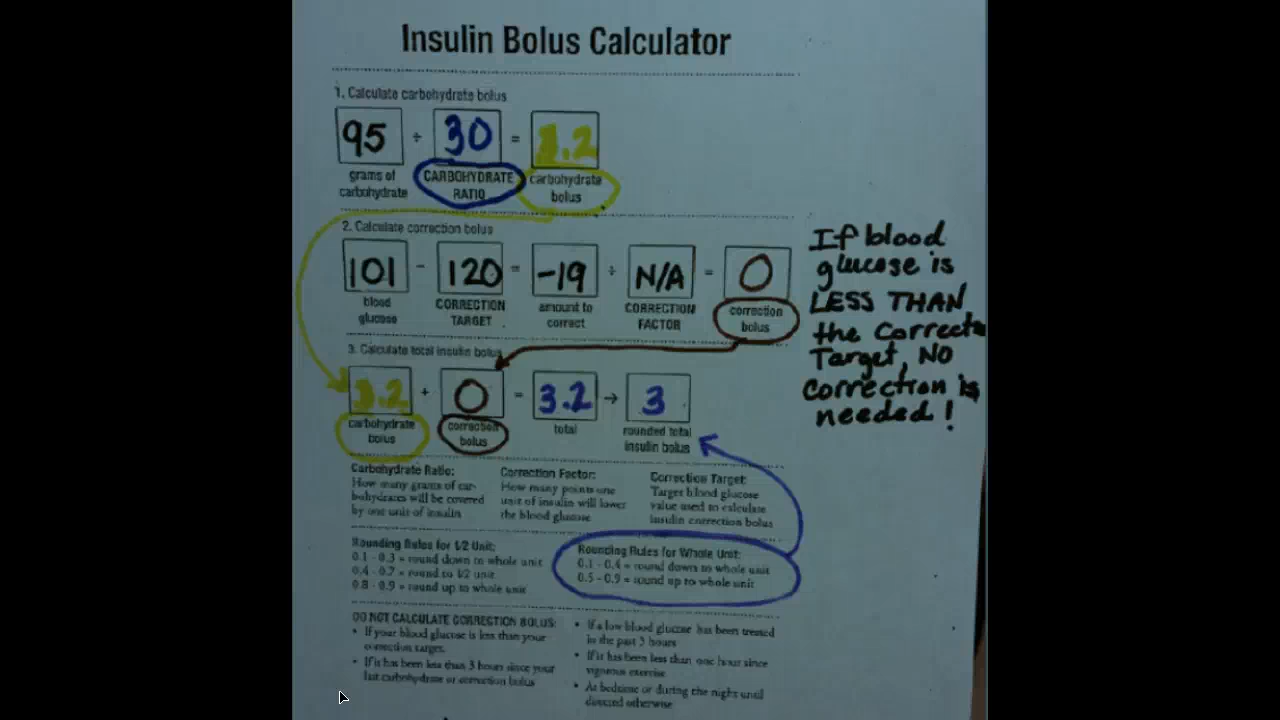 Insulin Bolus Calculator
1. Calculate carbohydrate bolus
95 ÷ 30 = 3.2
grams of carbohydrate
CARBOHYDRATE RATIO
carbohydrate bolus
2. Calculate correction bolus
101 - 120 = -19 ÷ N/A = 0
blood glucose
CORRECTION TARGET
amount to correct
CORRECTION FACTOR
correction bolus
If blood
glucose is
LESS THAN
the Correcti
Target, NO
Correction is
needed!
3. Calculate total insulin bolus
3.2 + 0 = 3.2 → 3
carbohydrate bolus
correction bolus
total
rounded total insulin bolus
Carbohydrate Ratio:
How many grams of car-
bohydrates will be covered
by one unit of insulin
Correction Factor:
How many points one
unit of insulin will lower
the blood glucose
Correction Target:
Target blood glucose
value used to calculate
insulin correction bolus
Rounding Rules for 1/2 Unit:
0.1 - 0.3 = round down to whole unit
0.4 - 0.7 = round to 1/2 unit
0.8 - 0.9 = round up to whole unit
Rounding Rules for Whole Unit:
0.1 - 0.4 = round down to whole unit
0.5 - 0.9 = round up to whole unit
DO NOT CALCULATE CORRECTION BOLUS:
• If your blood glucose is less than your
correction target.
• If it has been less than 3 hours since your
last carbohydrate or correction bolus
• If a low blood glucose has been treated
in the past 3 hours
• If it has been less than one hour since
vigorous exercise
• At bedtime or during the night until
directed otherwise